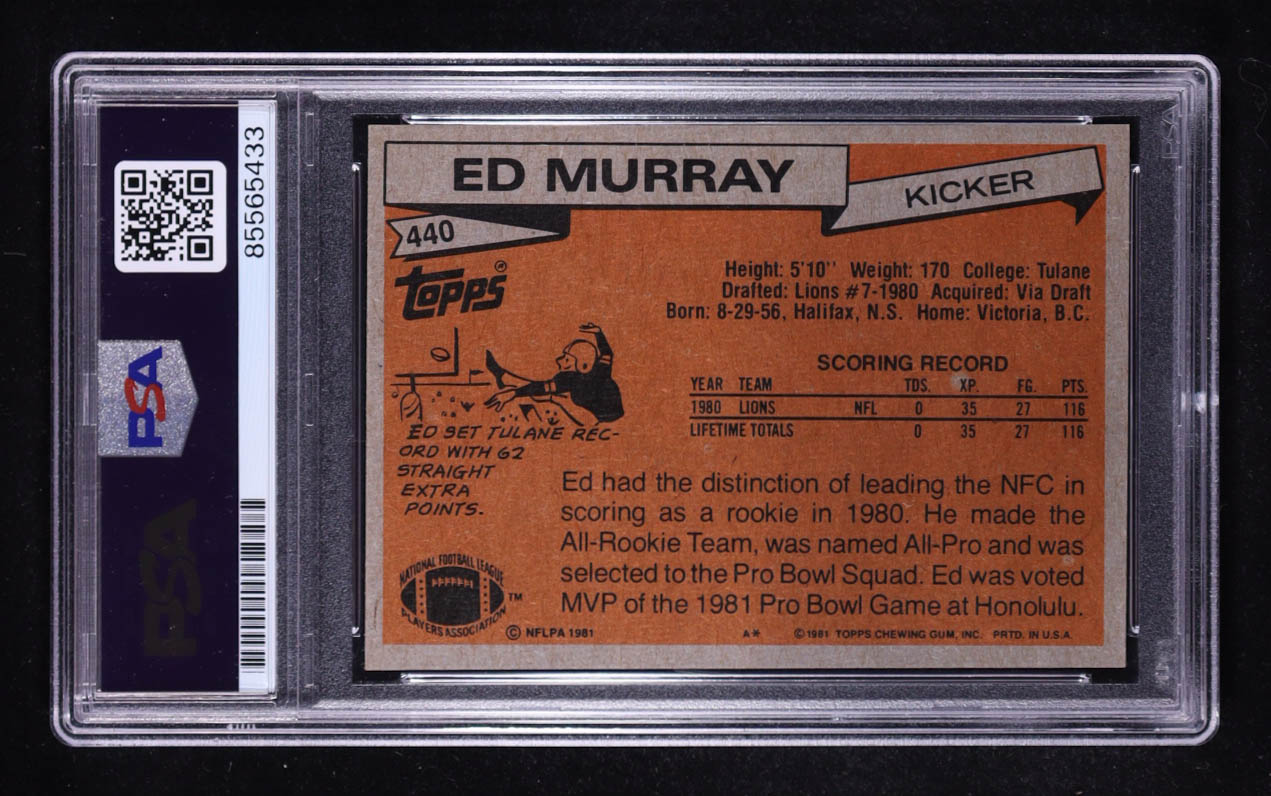 85565433
PSA
PSA
ED MURRAY
KICKER
440
TOPPS®
Height: 5'10'' Weight: 170 College: Tulane
Drafted: Lions #7-1980 Acquired: Via Draft
Born: 8-29-56, Halifax, N.S. Home: Victoria, B.C.
SCORING RECORD
YEAR TEAM TDS. XP. FG. PTS.
1980 LIONS NFL 0 35 27 116
LIFETIME TOTALS 0 35 27 116
ED SET TULANE REC-
ORD WITH 62
STRAIGHT
EXTRA
POINTS.
Ed had the distinction of leading the NFC in
scoring as a rookie in 1980. He made the
All-Rookie Team, was named All-Pro and was
selected to the Pro Bowl Squad. Ed was voted
MVP of the 1981 Pro Bowl Game at Honolulu.
NATIONAL FOOTBALL LEAGUE
PLAYERS ASSOCIATION
™
© NFLPA 1981
A* ©1981 TOPPS CHEWING GUM, INC. PRTD. IN U.S.A.
PSA